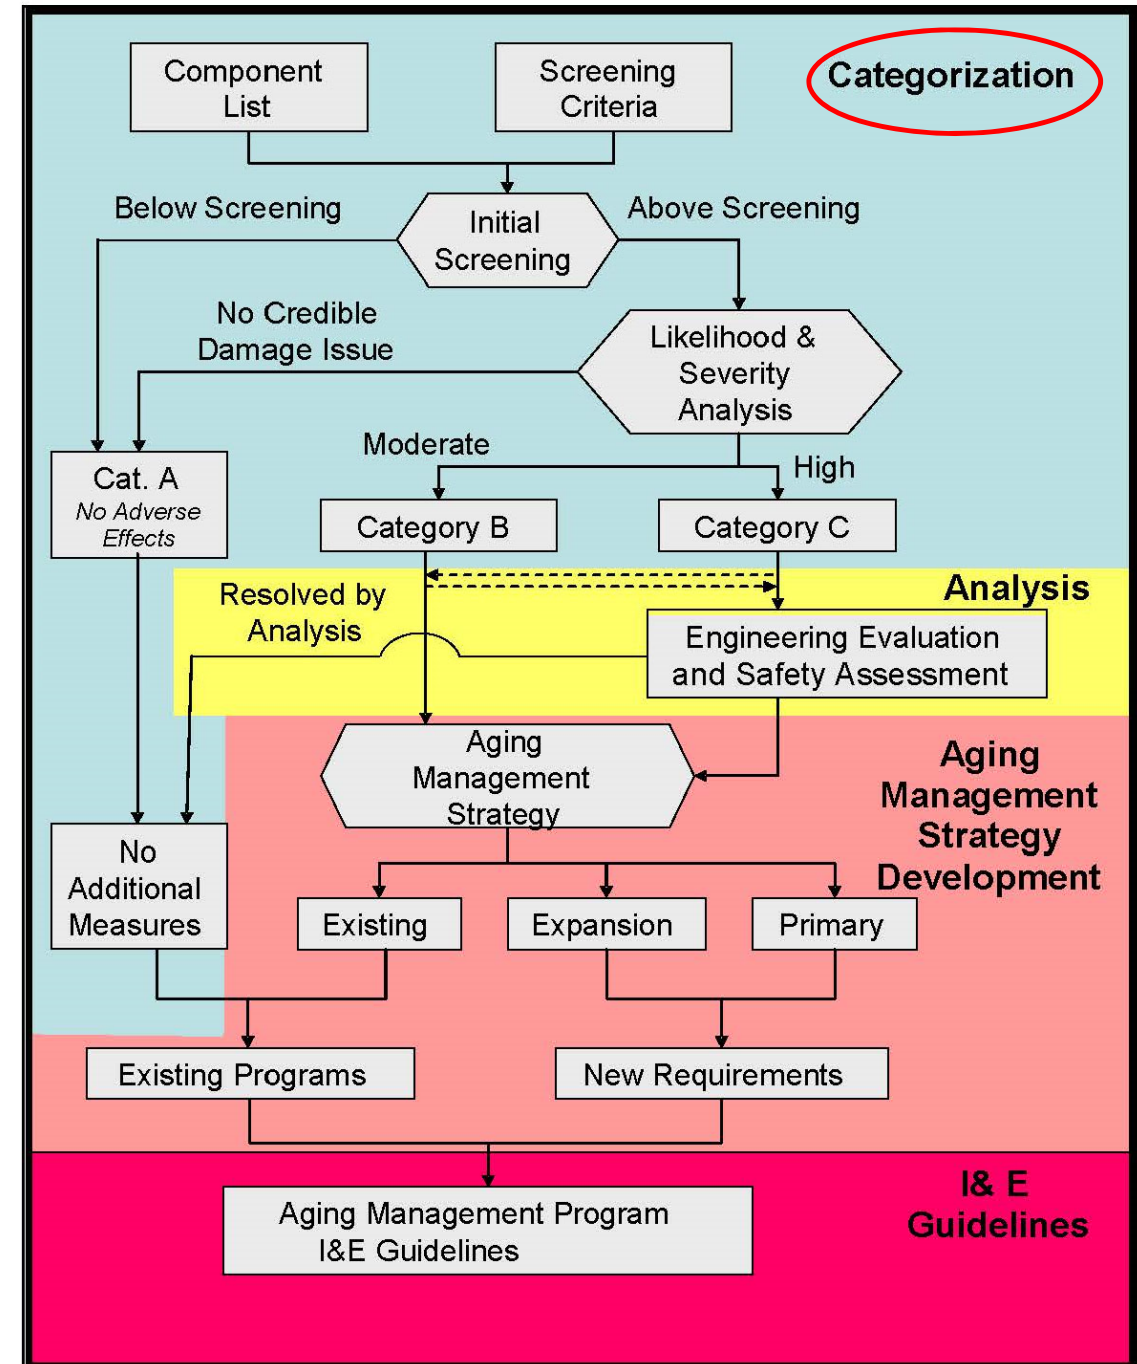 Component
List
Screening
Criteria
Categorization
Below Screening
Above Screening
Initial
Screening
No Credible
Damage Issue
Likelihood &
Severity
Analysis
Moderate
High
Cat. A
No Adverse
Effects
Category B
Category C
Analysis
Resolved by
Analysis
Engineering Evaluation
and Safety Assessment
Aging
Management
Strategy
Aging
Management
Strategy
Development
No
Additional
Measures
Existing
Expansion
Primary
Existing Programs
New Requirements
I& E
Guidelines
Aging Management Program
I&E Guidelines